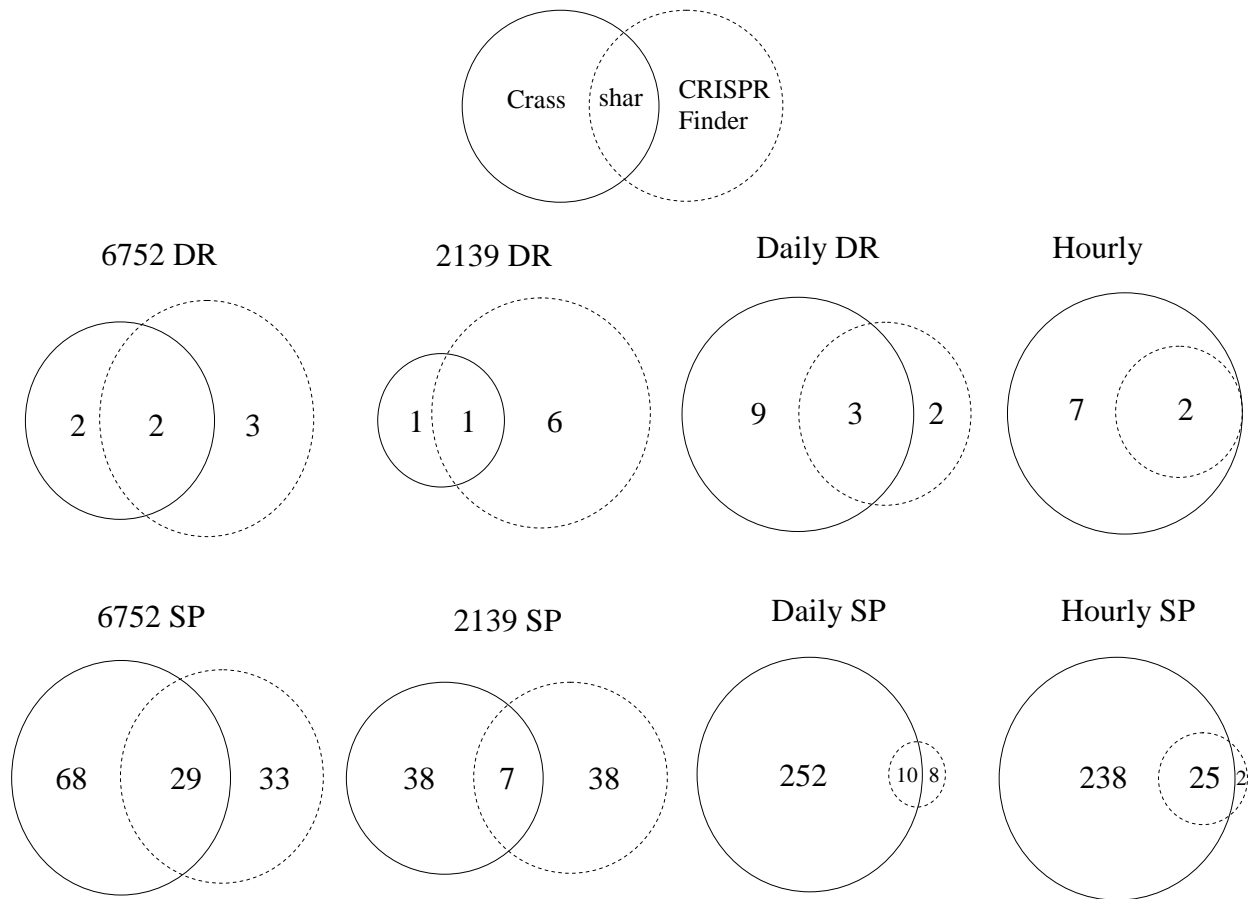 Crass shar CRISPR
Finder
6752 DR 2139 DR Daily DR Hourly
2 2 3 1 1 6 9 3 2 7 2
6752 SP 2139 SP Daily SP Hourly SP
68 29 33 38 7 38 252 10 8 238 25 2